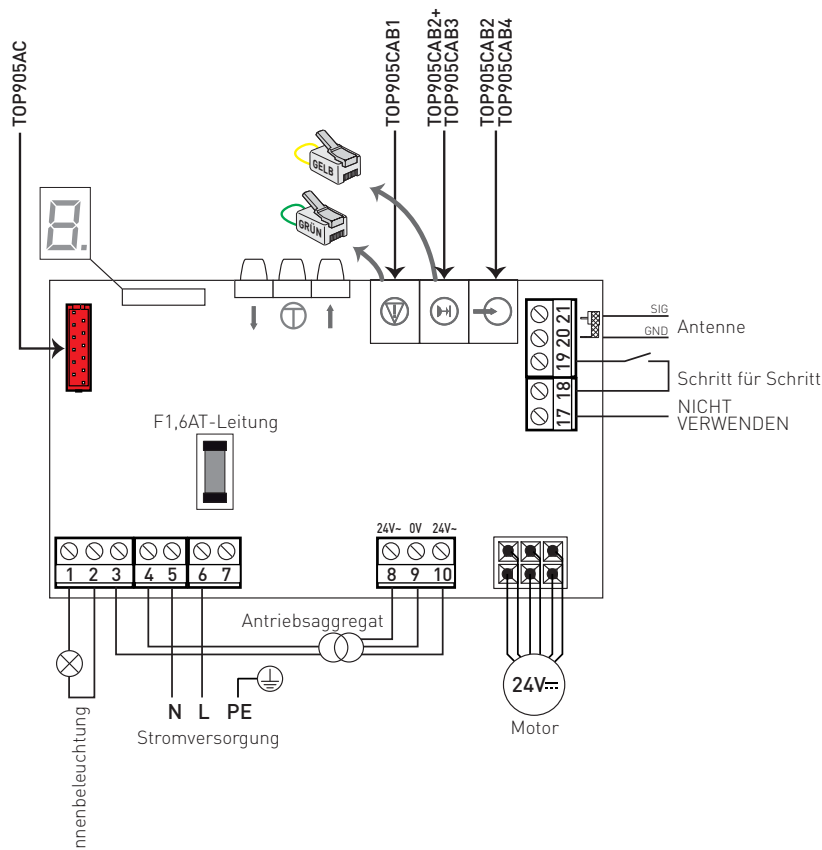 TOP905AC
TOP905CAB1
TOP905CAB2+
TOP905CAB3
TOP905CAB2
TOP905CAB4
GELB
GRÜN
8.
T
21
20
19
18
17
SIG
GND
Antenne
Schritt für Schritt
NICHT
VERWENDEN
F1,6AT-Leitung
24V~ 0V 24V~
1 2 3 4 5 6 7
8 9 10
Antriebsaggregat
N L PE
Stromversorgung
nnenbeleuchtung
24V
Motor